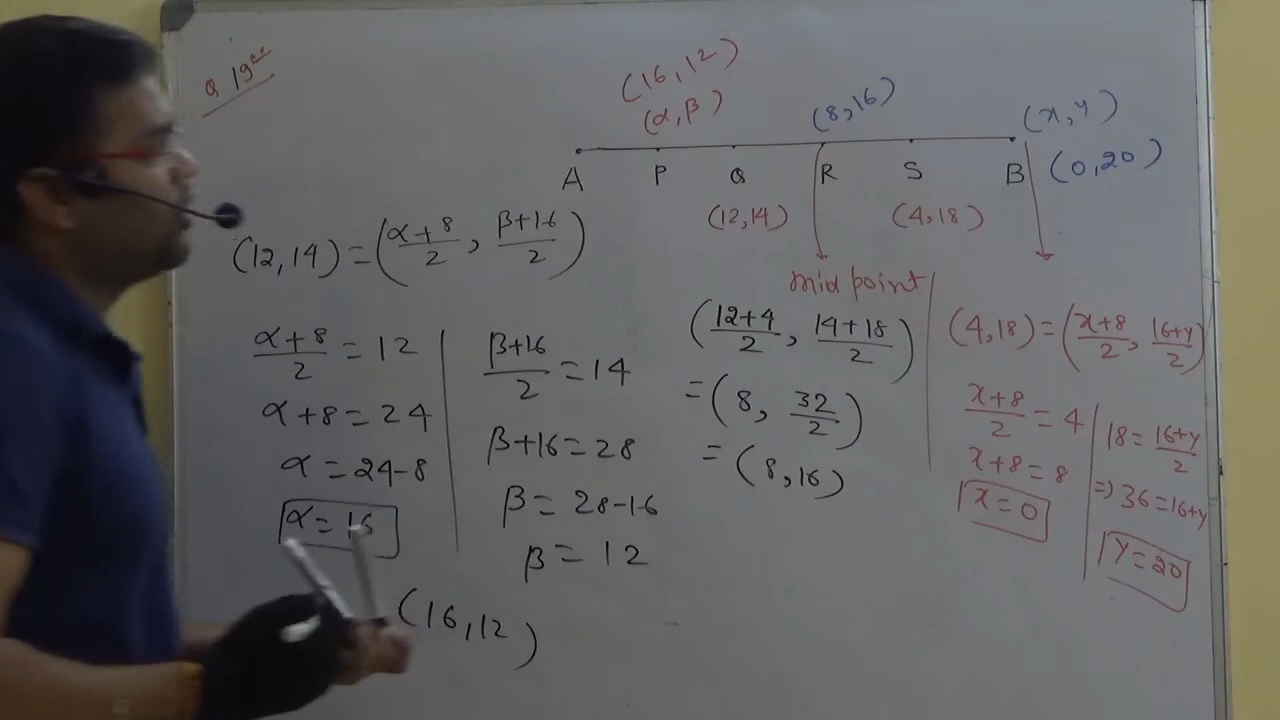 Q 19
(16,12)
(α,β)
(8,16)
(x,y)
(0,20)
A P Q R S B
(12,14)
(4,18)
mid point
(12,14)=(α+8/2, β+16/2)
α+8/2=12
α+8=24
α=24-8
α=16
β+16/2=14
β+16=28
β=28-16
β=12
(16,12)
(12+4/2, 14+18/2)
=(8, 32/2)
=(8,16)
(4,18)=(x+8/2, 16+y/2)
x+8/2=4
x+8=8
x=0
18=16+y/2
⇒36=16+y
y=20